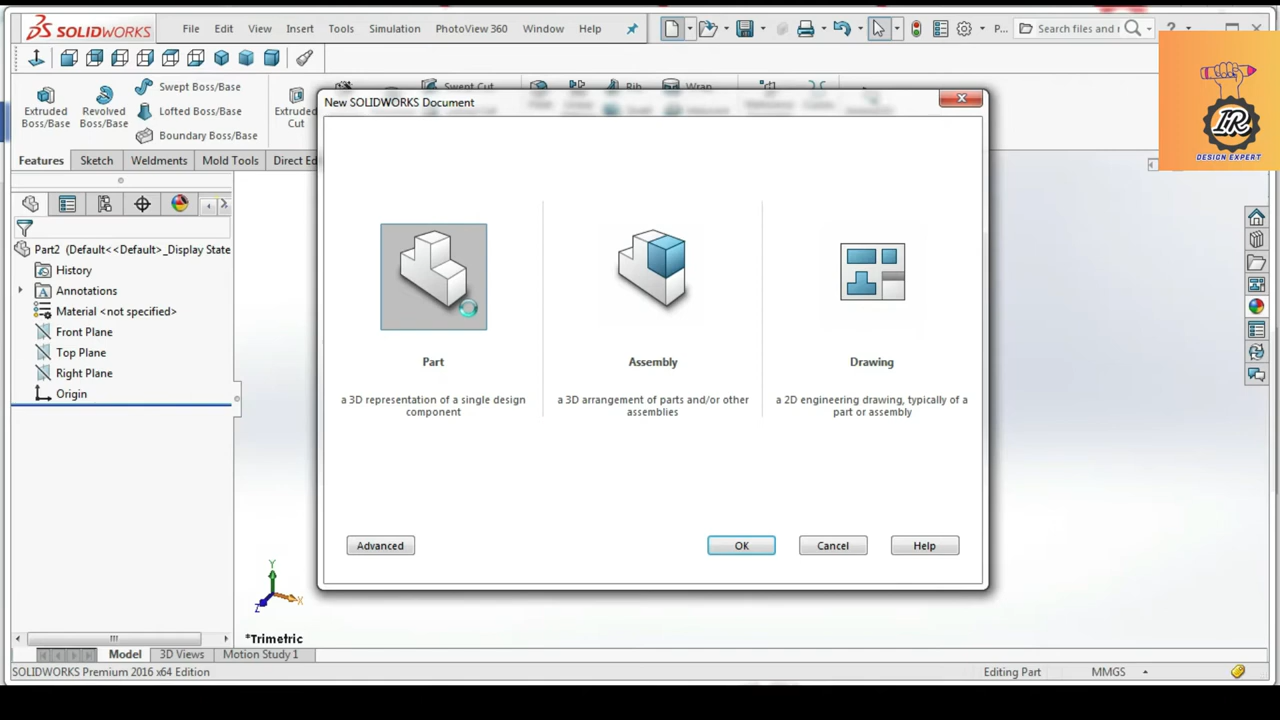 SOLIDWORKS File Edit View Insert Tools Simulation PhotoView 360 Window Help P... Search files and
Extruded Boss/Base
Revolved Boss/Base
Swept Boss/Base
Lofted Boss/Base
Boundary Boss/Base
Extruded Cut
Swept Cut
Rib
Wrap
Features Sketch Weldments Mold Tools Direct Ed
IR
DESIGN EXPERT
Part2 (Default<<Default>_Display State
History
Annotations
Material <not specified>
Front Plane
Top Plane
Right Plane
Origin
New SOLIDWORKS Document
Part
a 3D representation of a single design
component
Assembly
a 3D arrangement of parts and/or other
assemblies
Drawing
a 2D engineering drawing, typically of a
part or assembly
Advanced OK Cancel Help
Y
Z X
*Trimetric
Model 3D Views Motion Study 1
SOLIDWORKS Premium 2016 x64 Edition Editing Part MMGS